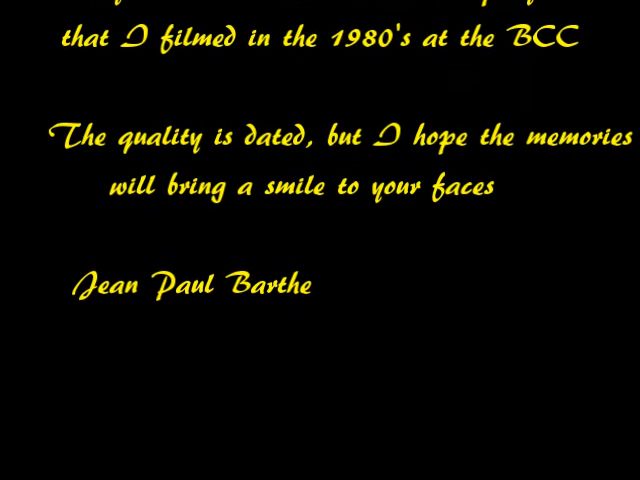 that I filmed in the 1980's at the BCC
The quality is dated, but I hope the memories
will bring a smile to your faces
Jean Paul Barthe